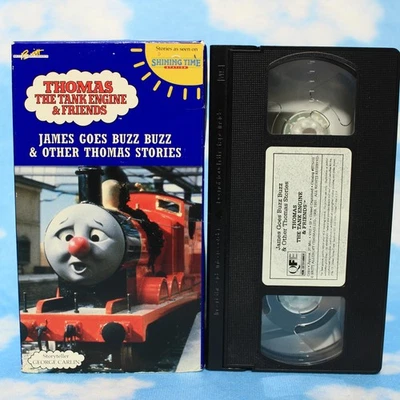 Britt
Stories as seen on
SHINING TIME
STATION
THOMAS
THE TANK ENGINE
& FRIENDS
JAMES GOES BUZZ BUZZ
& OTHER THOMAS STORIES
Storyteller
GEORGE CARLIN
James Goes Buzz Buzz
& Other Thomas Stories
THOMAS
THE TANK ENGINE
& FRIENDS